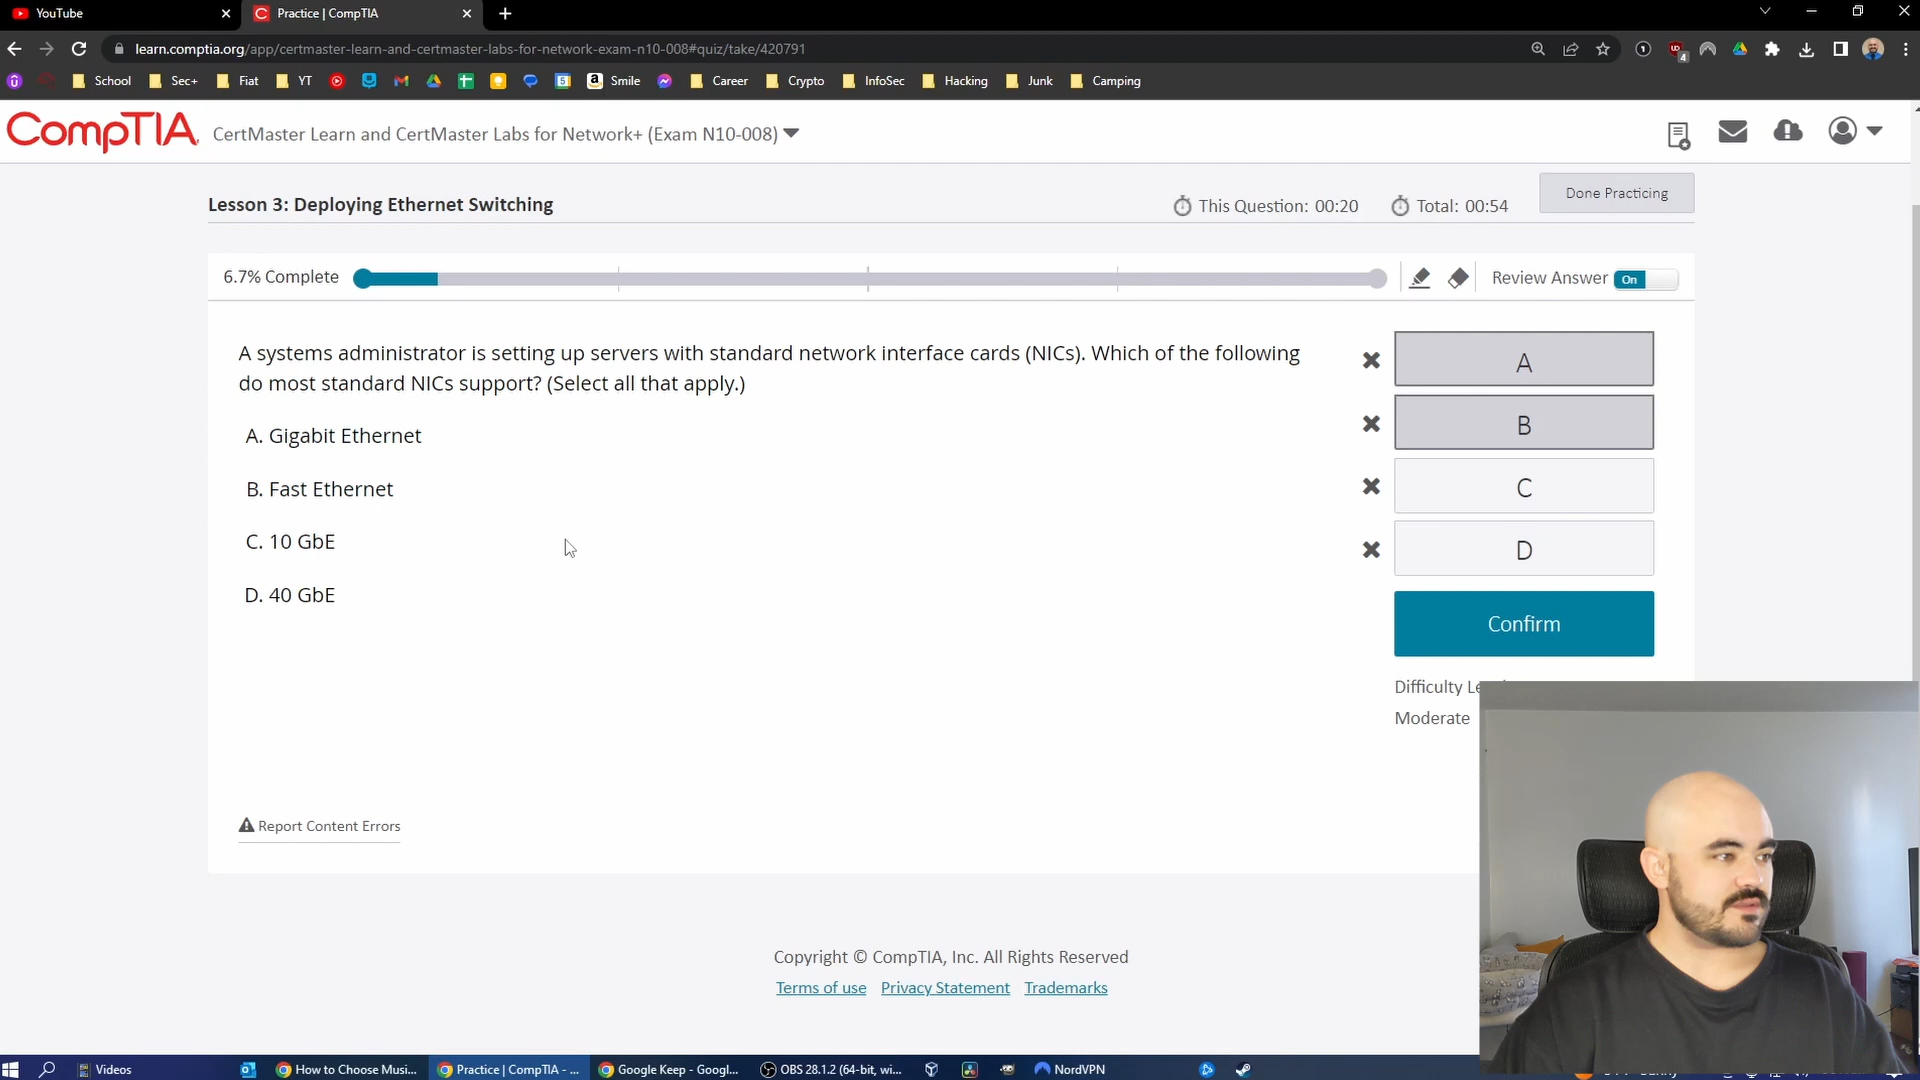 YouTube
Practice | CompTIA
learn.comptia.org/app/certmaster-learn-and-certmaster-labs-for-network-exam-n10-008#quiz/take/420791
School
Sec+
Fiat
YT
Smile
Career
Crypto
InfoSec
Hacking
Junk
Camping
CompTIA.
CertMaster Learn and CertMaster Labs for Network+ (Exam N10-008)
Lesson 3: Deploying Ethernet Switching
This Question: 00:20
Total: 00:54
Done Practicing
6.7% Complete
Review Answer
On
A systems administrator is setting up servers with standard network interface cards (NICs). Which of the following
do most standard NICs support? (Select all that apply.)
A. Gigabit Ethernet
B. Fast Ethernet
C. 10 GbE
D. 40 GbE
A
B
C
D
Confirm
Difficulty
Moderate
Report Content Errors
Copyright © CompTIA, Inc. All Rights Reserved
Terms of use
Privacy Statement
Trademarks
Videos
How to Choose Musi...
Practice | CompTIA - ...
Google Keep - Googl...
OBS 28.1.2 (64-bit, wi...
NordVPN